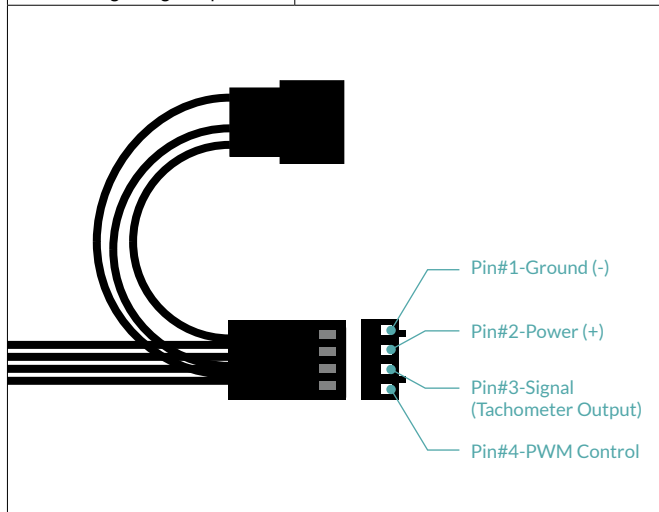 Pin#1-Ground (-)
Pin#2-Power (+)
Pin#3-Signal
(Tachometer Output)
Pin#4-PWM Control